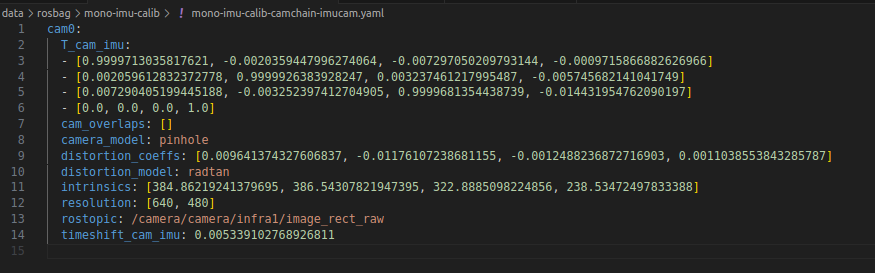 data > rosbag > mono-imu-calib > ! mono-imu-calib-camchain-imucam.yaml
1 cam0:
2 T_cam_imu:
3 - [0.9999713035817621, -0.0020359447996274064, -0.007297050209793144, -0.0009715866882626966]
4 - [0.002059612832372778, 0.9999926383928247, 0.003237461217995487, -0.005745682141041749]
5 - [0.007290405199445188, -0.003252397412704905, 0.9999681354438739, -0.014431954762090197]
6 - [0.0, 0.0, 0.0, 1.0]
7 cam_overlaps: []
8 camera_model: pinhole
9 distortion_coeffs: [0.009641374327606837, -0.01176107238681155, -0.0012488236872716903, 0.0011038553843285787]
10 distortion_model: radtan
11 intrinsics: [384.86219241379695, 386.54307821947395, 322.8885098224856, 238.53472497833388]
12 resolution: [640, 480]
13 rostopic: /camera/camera/infra1/image_rect_raw
14 timeshift_cam_imu: 0.005339102768926811
15